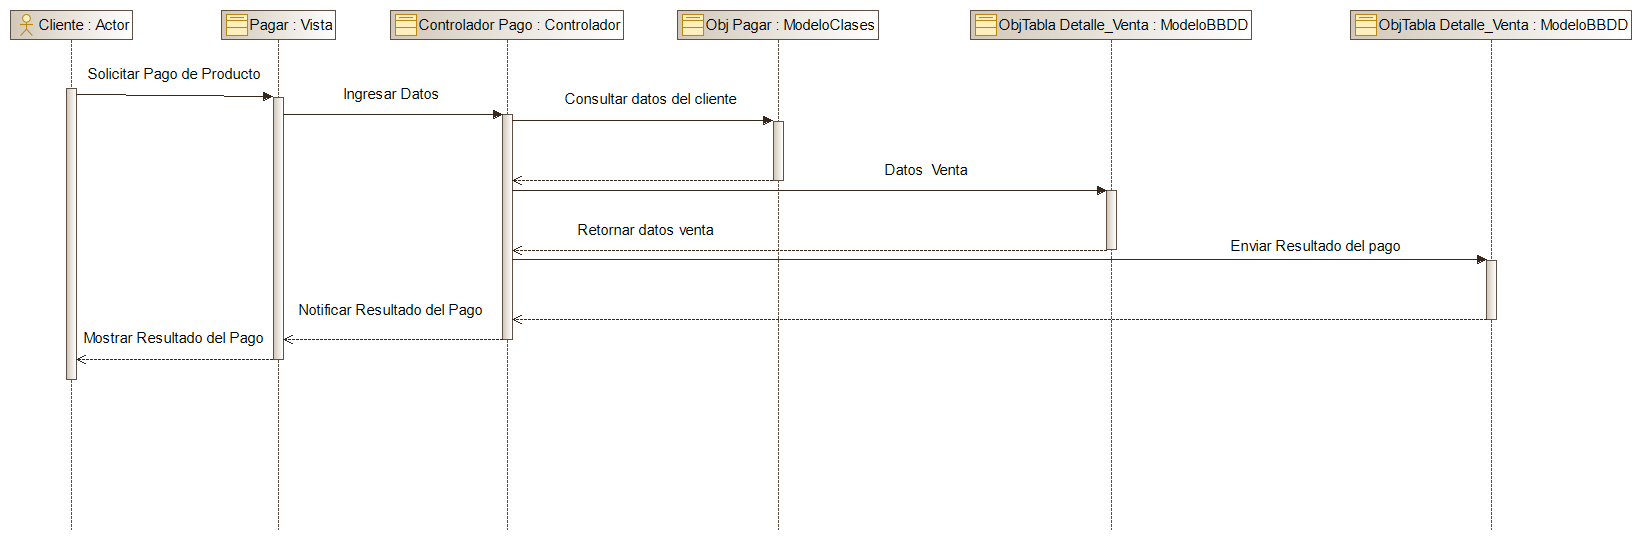 Cliente : Actor
Pagar : Vista
Controlador Pago : Controlador
Obj Pagar : ModeloClases
ObjTabla Detalle_Venta : ModeloBBDD
ObjTabla Detalle_Venta : ModeloBBDD
Solicitar Pago de Producto
Ingresar Datos
Consultar datos del cliente
Datos  Venta
Retornar datos venta
Enviar Resultado del pago
Notificar Resultado del Pago
Mostrar Resultado del Pago